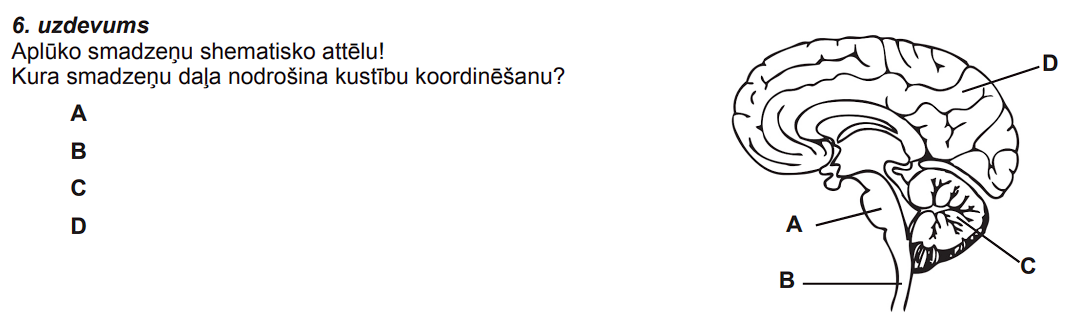 6. uzdevums
Aplūko smadzeņu shematisko attēlu!
Kura smadzeņu daļa nodrošina kustību koordinēšanu?
A
B
C
D
D
A
C
B